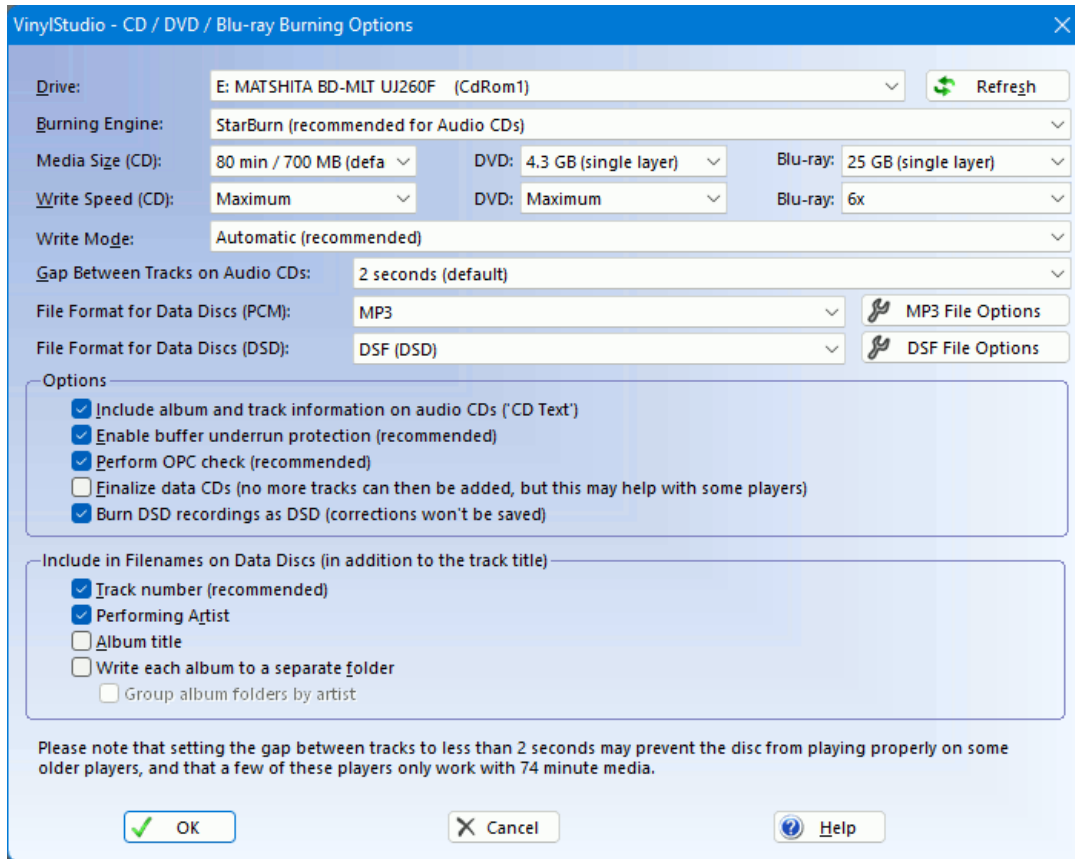 VinylStudio - CD / DVD / Blu-ray Burning Options
Drive: E: MATSHITA BD-MLT UJ260F (CdRom1) Refresh
Burning Engine: StarBurn (recommended for Audio CDs)
Media Size (CD): 80 min / 700 MB (defa DVD: 4.3 GB (single layer) Blu-ray: 25 GB (single layer)
Write Speed (CD): Maximum DVD: Maximum Blu-ray: 6x
Write Mode: Automatic (recommended)
Gap Between Tracks on Audio CDs: 2 seconds (default)
File Format for Data Discs (PCM): MP3 MP3 File Options
File Format for Data Discs (DSD): DSF (DSD) DSF File Options
Options
Include album and track information on audio CDs ('CD Text')
Enable buffer underrun protection (recommended)
Perform OPC check (recommended)
Finalize data CDs (no more tracks can then be added, but this may help with some players)
Burn DSD recordings as DSD (corrections won't be saved)
Include in Filenames on Data Discs (in addition to the track title)
Track number (recommended)
Performing Artist
Album title
Write each album to a separate folder
Group album folders by artist
Please note that setting the gap between tracks to less than 2 seconds may prevent the disc from playing properly on some
older players, and that a few of these players only work with 74 minute media.
OK Cancel Help